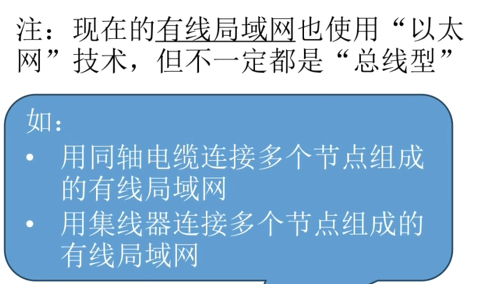 注：现在的有线局域网也使用“以太
网”技术，但不一定都是“总线型”
如：
• 用同轴电缆连接多个节点组成
的有线局域网
• 用集线器连接多个节点组成的
有线局域网